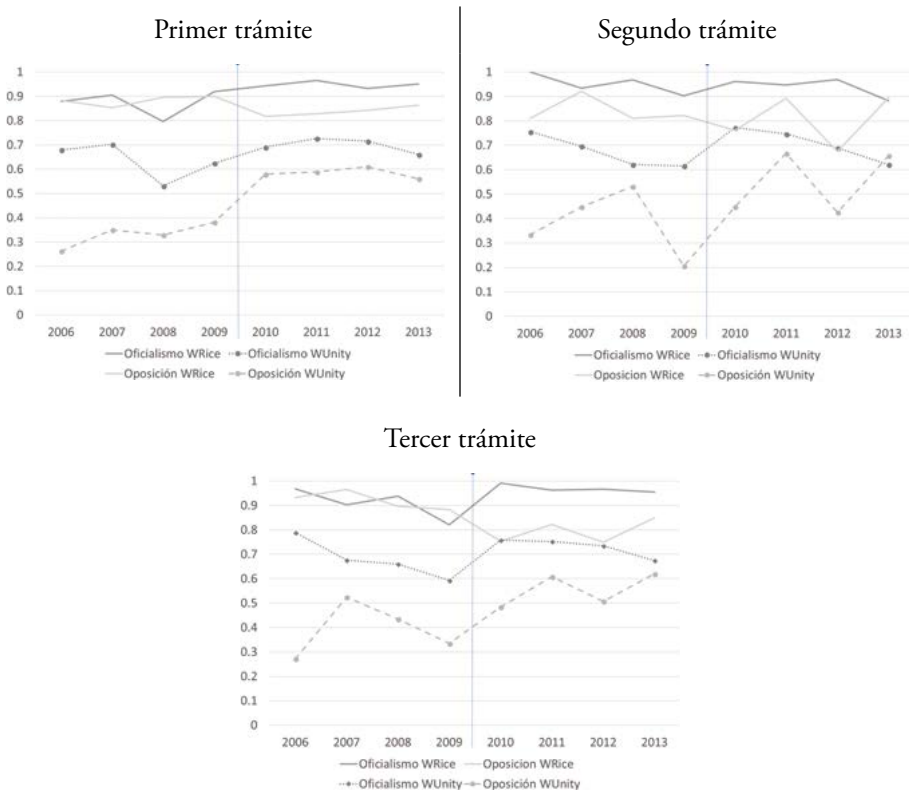 Primer trámite
1
0.9
0.8
0.7
0.6
0.5
0.4
0.3
0.2
0.1
0
2006 2007 2008 2009 2010 2011 2012 2013
Oficialismo WRice Oficialismo WUnity
Oposición WRice Oposición WUnity
Segundo trámite
1
0.9
0.8
0.7
0.6
0.5
0.4
0.3
0.2
0.1
0
2006 2007 2008 2009 2010 2011 2012 2013
Oficialismo WRice Oficialismo WUnity
Oposicion WRice Oposición WUnity
Tercer trámite
1
0.9
0.8
0.7
0.6
0.5
0.4
0.3
0.2
0.1
0
2006 2007 2008 2009 2010 2011 2012 2013
Oficialismo WRice Oposicion WRice
Oficialismo WUnity Oposición WUnity